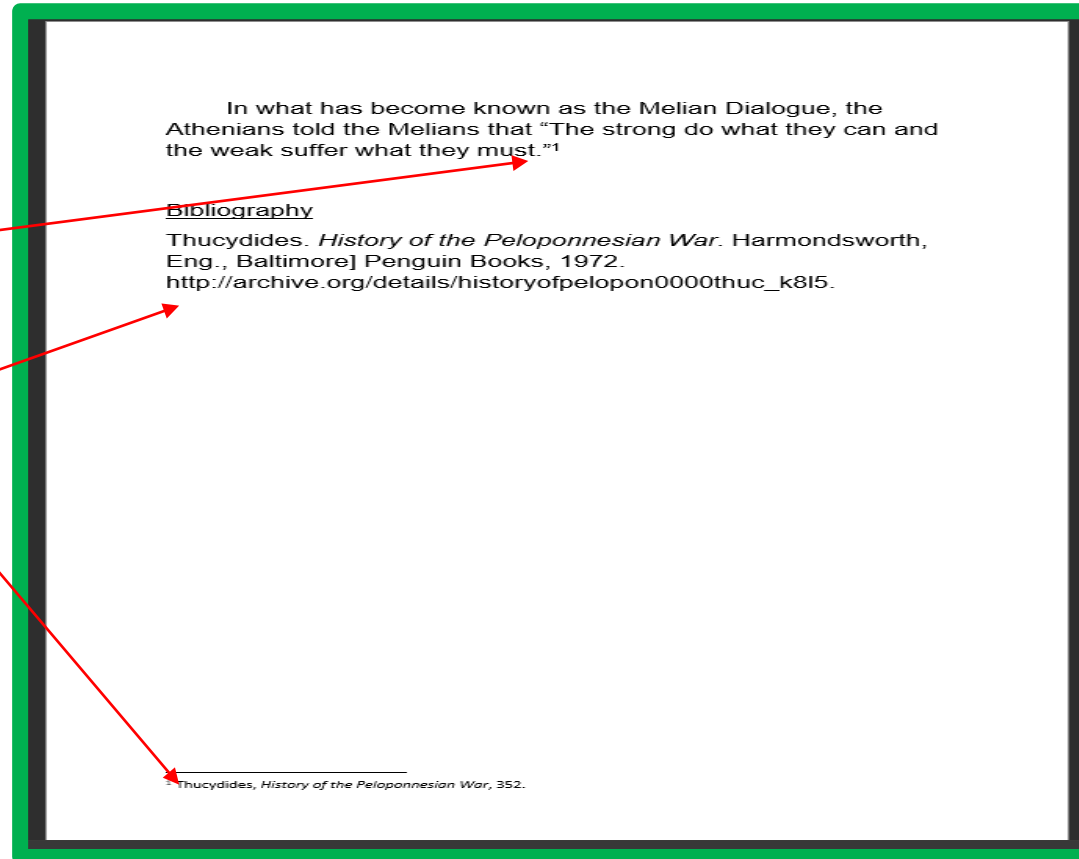 In what has become known as the Melian Dialogue, the
Athenians told the Melians that “The strong do what they can and
the weak suffer what they must.”¹
Bibliography
Thucydides. History of the Peloponnesian War. Harmondsworth,
Eng., Baltimore] Penguin Books, 1972.
http://archive.org/details/historyofpelopon0000thuc_k8l5.
¹ Thucydides, History of the Peloponnesian War, 352.